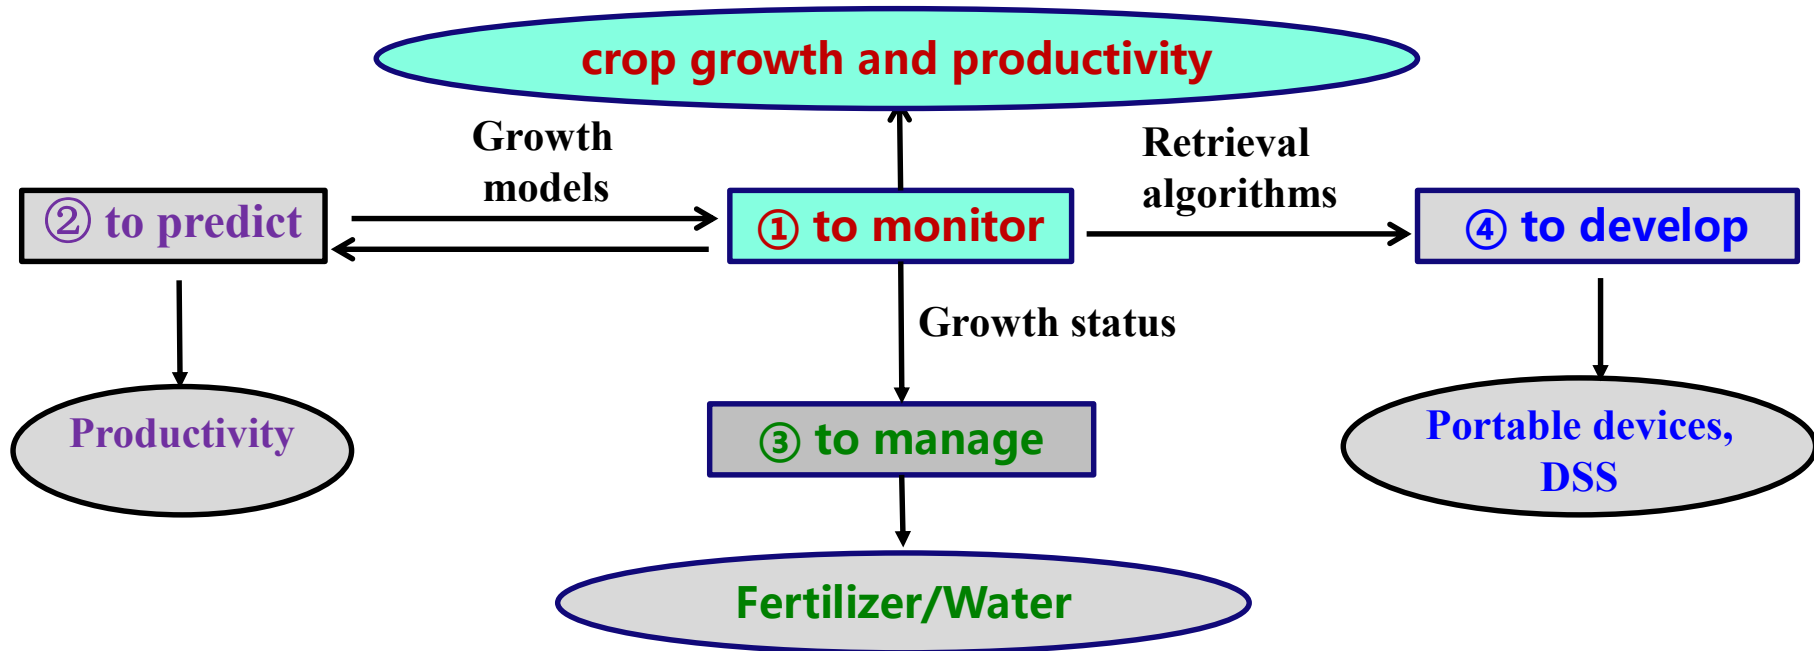 crop growth and productivity
Growth
models
Retrieval
algorithms
② to predict
① to monitor
④ to develop
Growth status
Productivity
③ to manage
Portable devices,
DSS
Fertilizer/Water